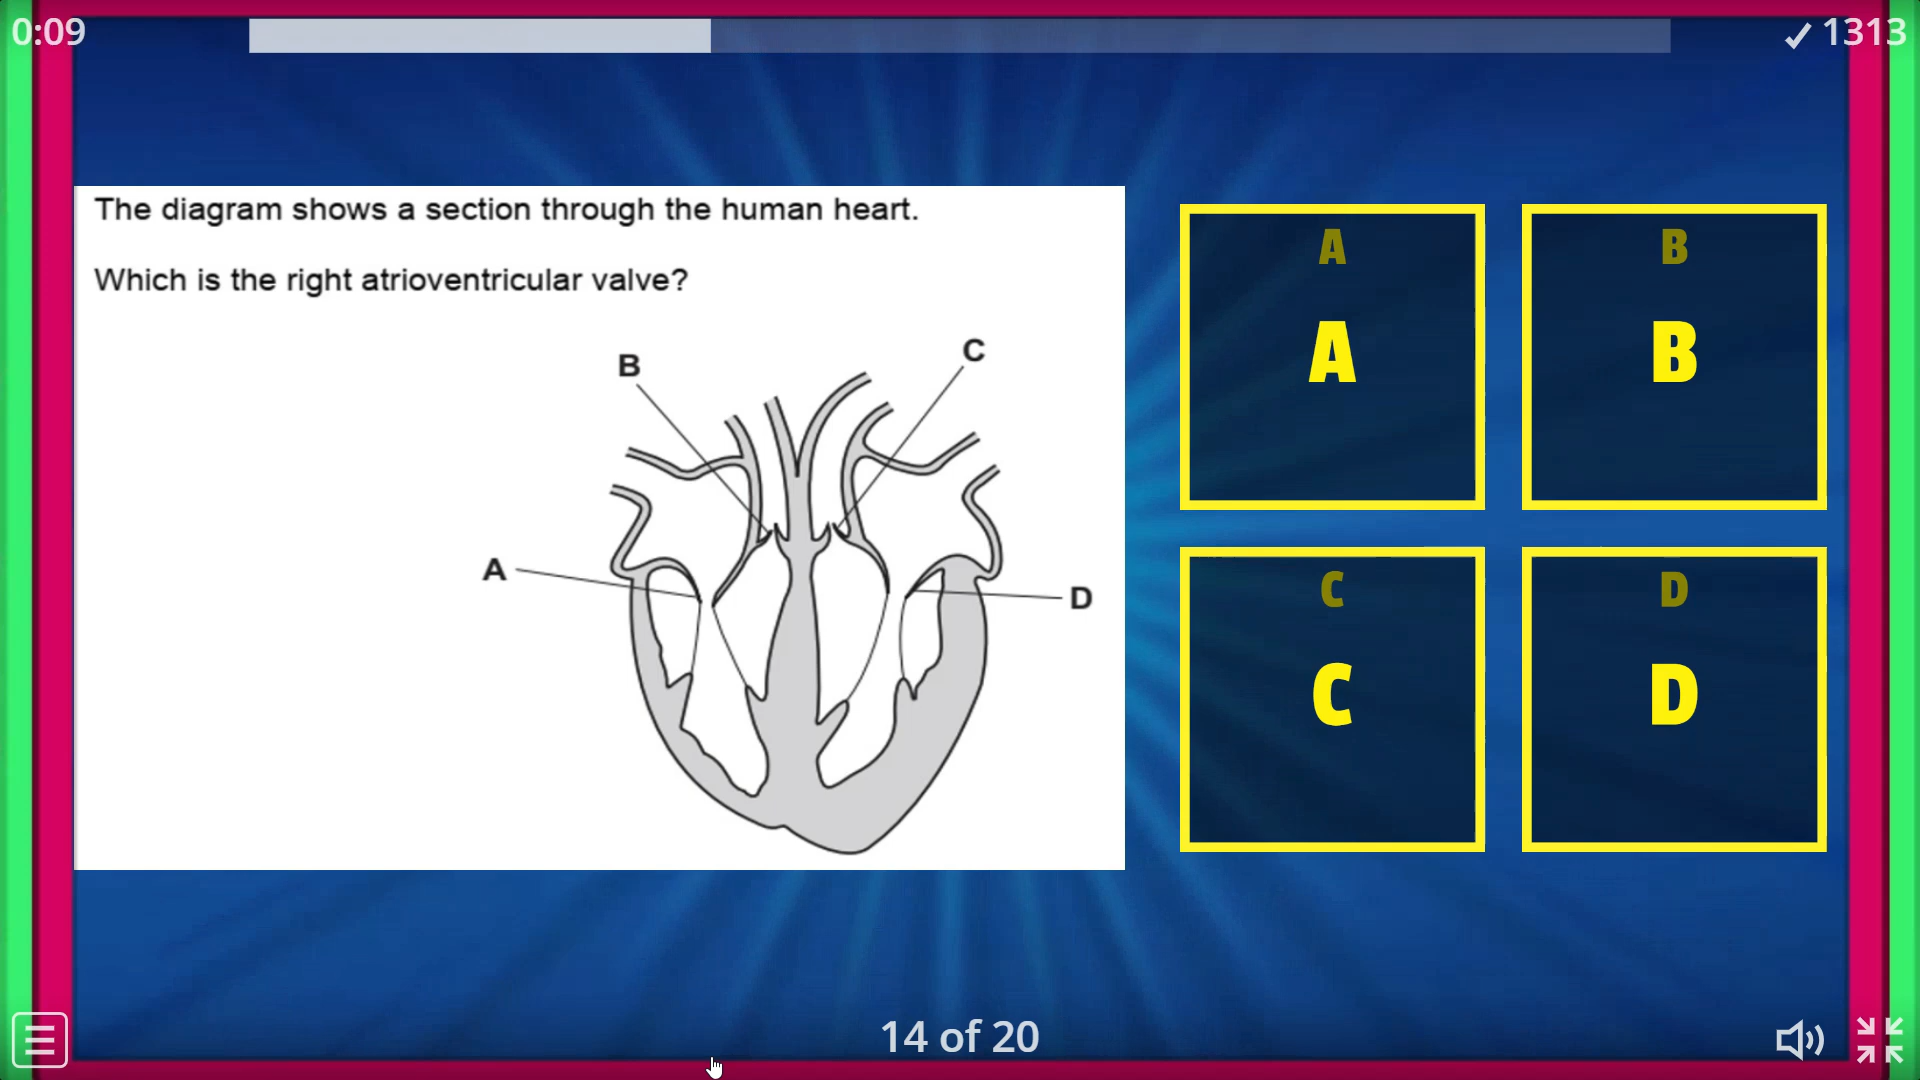 0:09
1313
The diagram shows a section through the human heart.
Which is the right atrioventricular valve?
B
C
A
D
A
A
B
B
C
C
D
D
14 of 20